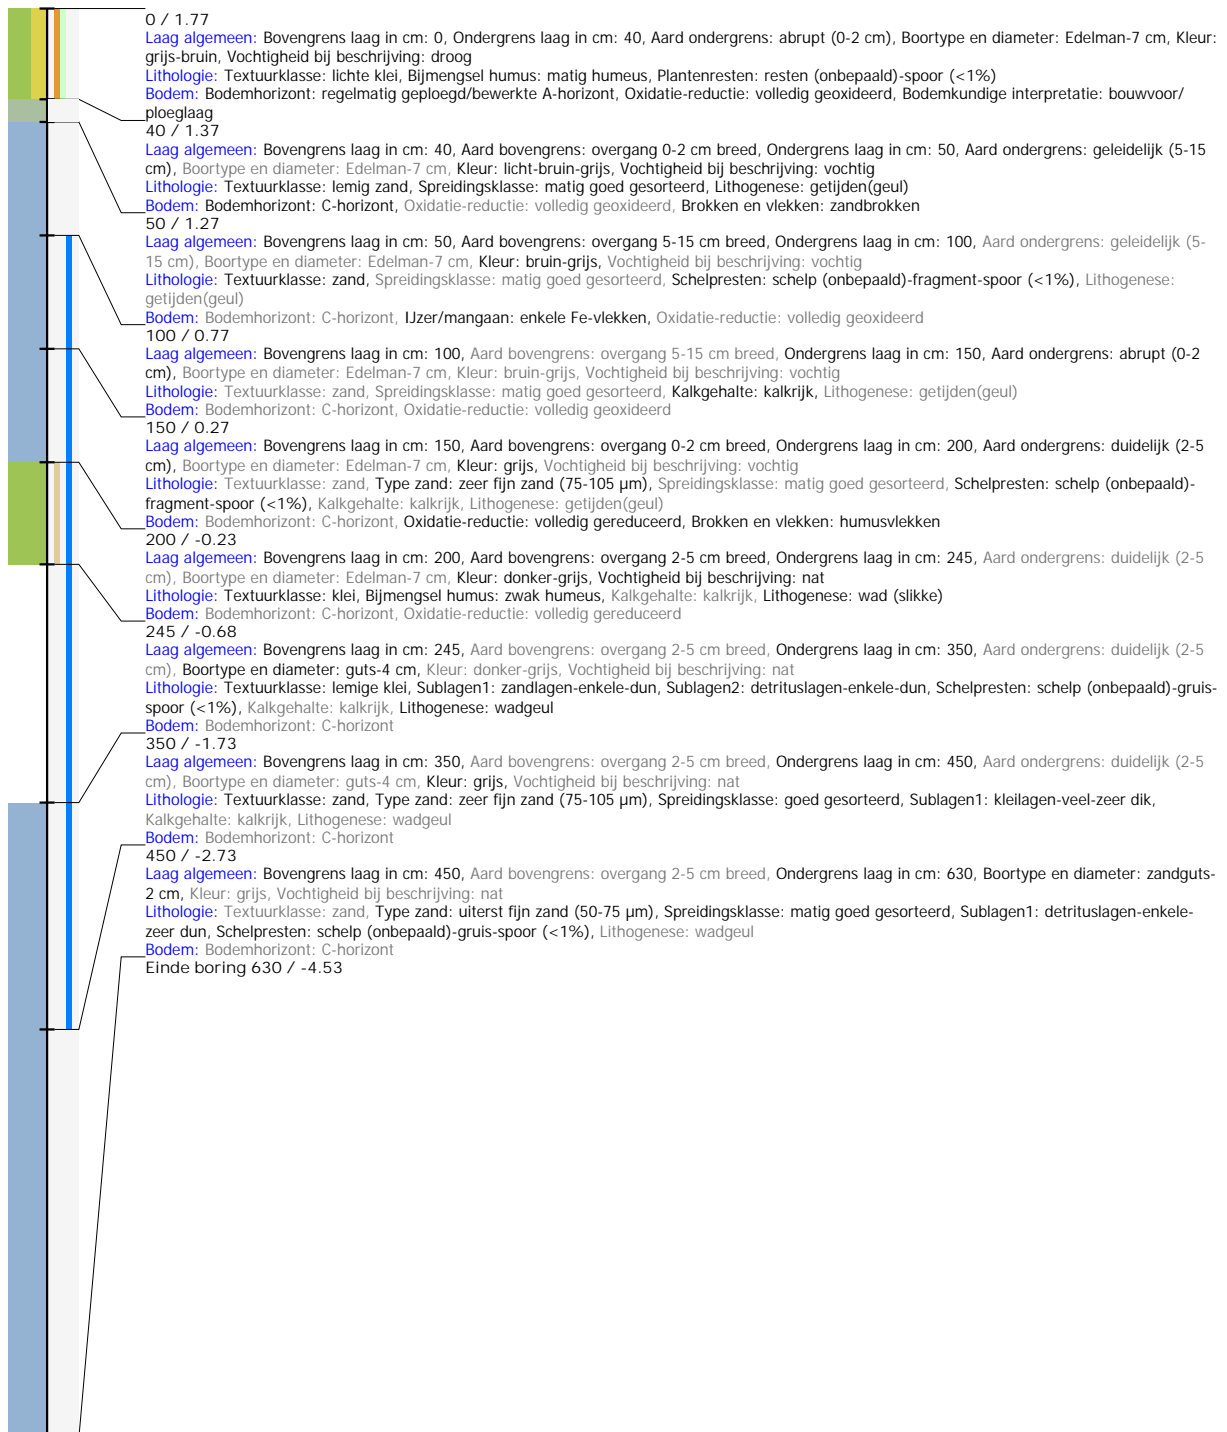 0 / 1.77
Laag algemeen: Bovengrens laag in cm: 0, Ondergrens laag in cm: 40, Aard ondergrens: abrupt (0-2 cm), Boortype en diameter: Edelman-7 cm, Kleur:
grijs-bruin, Vochtigheid bij beschrijving: droog
Lithologie: Textuurklasse: lichte klei, Bijmengsel humus: matig humeus, Plantenresten: resten (onbepaald)-spoor (<1%)
Bodem: Bodemhorizont: regelmatig geploegd/bewerkte A-horizont, Oxidatie-reductie: volledig geoxideerd, Bodemkundige interpretatie: bouwvoor/
ploeglaag
40 / 1.37
Laag algemeen: Bovengrens laag in cm: 40, Aard bovengrens: overgang 0-2 cm breed, Ondergrens laag in cm: 50, Aard ondergrens: geleidelijk (5-15
cm), Boortype en diameter: Edelman-7 cm, Kleur: licht-bruin-grijs, Vochtigheid bij beschrijving: vochtig
Lithologie: Textuurklasse: lemig zand, Spreidingsklasse: matig goed gesorteerd, Lithogenese: getijden(geul)
Bodem: Bodemhorizont: C-horizont, Oxidatie-reductie: volledig geoxideerd, Brokken en vlekken: zandbrokken
50 / 1.27
Laag algemeen: Bovengrens laag in cm: 50, Aard bovengrens: overgang 5-15 cm breed, Ondergrens laag in cm: 100, Aard ondergrens: geleidelijk (5-
15 cm), Boortype en diameter: Edelman-7 cm, Kleur: bruin-grijs, Vochtigheid bij beschrijving: vochtig
Lithologie: Textuurklasse: zand, Spreidingsklasse: matig goed gesorteerd, Schelpresten: schelp (onbepaald)-fragment-spoor (<1%), Lithogenese:
getijden(geul)
Bodem: Bodemhorizont: C-horizont, IJzer/mangaan: enkele Fe-vlekken, Oxidatie-reductie: volledig geoxideerd
100 / 0.77
Laag algemeen: Bovengrens laag in cm: 100, Aard bovengrens: overgang 5-15 cm breed, Ondergrens laag in cm: 150, Aard ondergrens: abrupt (0-2
cm), Boortype en diameter: Edelman-7 cm, Kleur: bruin-grijs, Vochtigheid bij beschrijving: vochtig
Lithologie: Textuurklasse: zand, Spreidingsklasse: matig goed gesorteerd, Kalkgehalte: kalkrijk, Lithogenese: getijden(geul)
Bodem: Bodemhorizont: C-horizont, Oxidatie-reductie: volledig geoxideerd
150 / 0.27
Laag algemeen: Bovengrens laag in cm: 150, Aard bovengrens: overgang 0-2 cm breed, Ondergrens laag in cm: 200, Aard ondergrens: duidelijk (2-5
cm), Boortype en diameter: Edelman-7 cm, Kleur: grijs, Vochtigheid bij beschrijving: vochtig
Lithologie: Textuurklasse: zand, Type zand: zeer fijn zand (75-105 µm), Spreidingsklasse: matig goed gesorteerd, Schelpresten: schelp (onbepaald)-
fragment-spoor (<1%), Kalkgehalte: kalkrijk, Lithogenese: getijden(geul)
Bodem: Bodemhorizont: C-horizont, Oxidatie-reductie: volledig gereduceerd, Brokken en vlekken: humusvlekken
200 / -0.23
Laag algemeen: Bovengrens laag in cm: 200, Aard bovengrens: overgang 2-5 cm breed, Ondergrens laag in cm: 245, Aard ondergrens: duidelijk (2-5
cm), Boortype en diameter: Edelman-7 cm, Kleur: donker-grijs, Vochtigheid bij beschrijving: nat
Lithologie: Textuurklasse: klei, Bijmengsel humus: zwak humeus, Kalkgehalte: kalkrijk, Lithogenese: wad (slikke)
Bodem: Bodemhorizont: C-horizont, Oxidatie-reductie: volledig gereduceerd
245 / -0.68
Laag algemeen: Bovengrens laag in cm: 245, Aard bovengrens: overgang 2-5 cm breed, Ondergrens laag in cm: 350, Aard ondergrens: duidelijk (2-5
cm), Boortype en diameter: guts-4 cm, Kleur: donker-grijs, Vochtigheid bij beschrijving: nat
Lithologie: Textuurklasse: lemige klei, Sublagen1: zandlagen-enkele-dun, Sublagen2: detrituslagen-enkele-dun, Schelpresten: schelp (onbepaald)-gruis-
spoor (<1%), Kalkgehalte: kalkrijk, Lithogenese: wadgeul
Bodem: Bodemhorizont: C-horizont
350 / -1.73
Laag algemeen: Bovengrens laag in cm: 350, Aard bovengrens: overgang 2-5 cm breed, Ondergrens laag in cm: 450, Aard ondergrens: duidelijk (2-5
cm), Boortype en diameter: guts-4 cm, Kleur: grijs, Vochtigheid bij beschrijving: nat
Lithologie: Textuurklasse: zand, Type zand: zeer fijn zand (75-105 µm), Spreidingsklasse: goed gesorteerd, Sublagen1: kleilagen-veel-zeer dik,
Kalkgehalte: kalkrijk, Lithogenese: wadgeul
Bodem: Bodemhorizont: C-horizont
450 / -2.73
Laag algemeen: Bovengrens laag in cm: 450, Aard bovengrens: overgang 2-5 cm breed, Ondergrens laag in cm: 630, Boortype en diameter: zandguts-
2 cm, Kleur: grijs, Vochtigheid bij beschrijving: nat
Lithologie: Textuurklasse: zand, Type zand: uiterst fijn zand (50-75 µm), Spreidingsklasse: matig goed gesorteerd, Sublagen1: detrituslagen-enkele-
zeer dun, Schelpresten: schelp (onbepaald)-gruis-spoor (<1%), Lithogenese: wadgeul
Bodem: Bodemhorizont: C-horizont
Einde boring 630 / -4.53